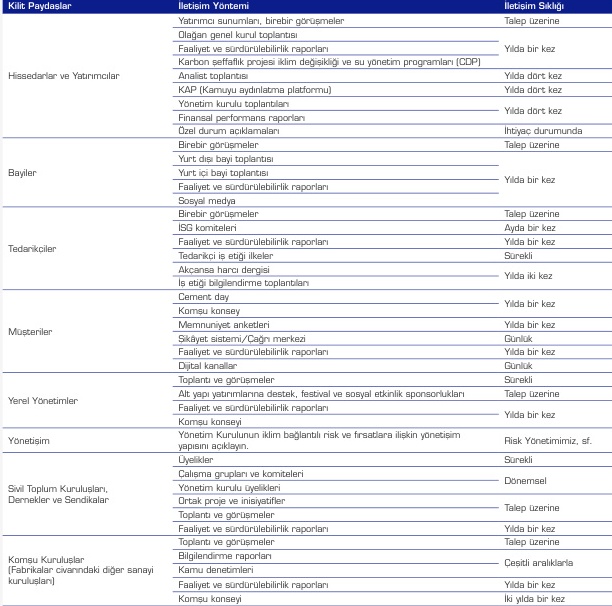 Kilit Paydaşlar İletişim Yöntemi İletişim Sıklığı
Hissedarlar ve Yatırımcılar
Yatırımcı sunumları, birebir görüşmeler Talep üzerine
Olağan genel kurul toplantısı
Faaliyet ve sürdürülebilirlik raporları
Karbon şeffaflık projesi iklim değişikliği ve su yönetim programları (CDP)
Yılda bir kez
Analist toplantısı Yılda dört kez
KAP (Kamuyu aydınlatma platformu) Yılda dört kez
Yönetim kurulu toplantıları
Finansal performans raporları
Yılda dört kez
Özel durum açıklamaları İhtiyaç durumunda
Bayiler
Birebir görüşmeler Talep üzerine
Yurt dışı bayi toplantısı
Yurt içi bayi toplantısı
Faaliyet ve sürdürülebilirlik raporları
Sosyal medya
Yılda bir kez
Tedarikçiler
Birebir görüşmeler Talep üzerine
İSG komiteleri Ayda bir kez
Faaliyet ve sürdürülebilirlik raporları Yılda bir kez
Tedarikçi iş etiği ilkeler Sürekli
Akçansa harcı dergisi
İş etiği bilgilendirme toplantıları
Yılda iki kez
Müşteriler
Cement day
Komşu konsey
Yılda bir kez
Memnuniyet anketleri Yılda bir kez
Şikâyet sistemi/Çağrı merkezi Günlük
Faaliyet ve sürdürülebilirlik raporları Yılda bir kez
Dijital kanallar Günlük
Yerel Yönetimler
Toplantı ve görüşmeler Sürekli
Alt yapı yatırımlarına destek, festival ve sosyal etkinlik sponsorlukları Talep üzerine
Faaliyet ve sürdürülebilirlik raporları
Komşu konseyi
Yılda bir kez
Yönetişim
Yönetim Kurulunun iklim bağlantılı risk ve fırsatlara ilişkin yönetişim
yapısını açıklayın.
Risk Yönetimimiz, sf.
Sivil Toplum Kuruluşları,
Dernekler ve Sendikalar
Üyelikler Sürekli
Çalışma grupları ve komiteleri
Yönetim kurulu üyelikleri
Dönemsel
Ortak proje ve inisiyatifler
Toplantı ve görüşmeler
Talep üzerine
Faaliyet ve sürdürülebilirlik raporları Yılda bir kez
Komşu Kuruluşlar
(Fabrikalar civarındaki diğer sanayi
kuruluşları)
Toplantı ve görüşmeler Talep üzerine
Bilgilendirme raporları
Kamu denetimleri
Çeşitli aralıklarla
Faaliyet ve sürdürülebilirlik raporları Yılda bir kez
Komşu konseyi İki yılda bir kez